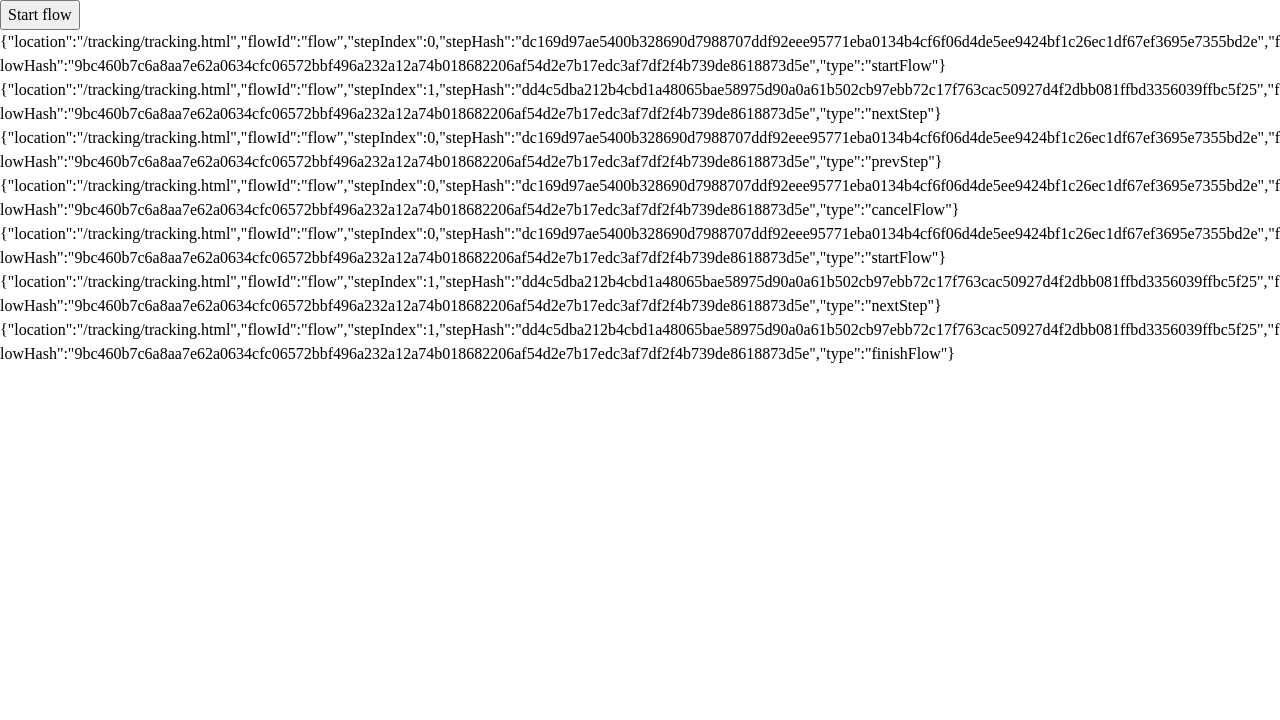 Start flow
{"location":"/tracking/tracking.html","flowId":"flow","stepIndex":0,"stepHash":"dc169d97ae5400b328690d7988707ddf92eee95771eba0134b4cf6f06d4de5ee9424bf1c26ec1df67ef3695e7355bd2e","f
lowHash":"9bc460b7c6a8aa7e62a0634cfc06572bbf496a232a12a74b018682206af54d2e7b17edc3af7df2f4b739de8618873d5e","type":"startFlow"}
{"location":"/tracking/tracking.html","flowId":"flow","stepIndex":1,"stepHash":"dd4c5dba212b4cbd1a48065bae58975d90a0a61b502cb97ebb72c17f763cac50927d4f2dbb081ffbd3356039ffbc5f25","f
lowHash":"9bc460b7c6a8aa7e62a0634cfc06572bbf496a232a12a74b018682206af54d2e7b17edc3af7df2f4b739de8618873d5e","type":"nextStep"}
{"location":"/tracking/tracking.html","flowId":"flow","stepIndex":0,"stepHash":"dc169d97ae5400b328690d7988707ddf92eee95771eba0134b4cf6f06d4de5ee9424bf1c26ec1df67ef3695e7355bd2e","f
lowHash":"9bc460b7c6a8aa7e62a0634cfc06572bbf496a232a12a74b018682206af54d2e7b17edc3af7df2f4b739de8618873d5e","type":"prevStep"}
{"location":"/tracking/tracking.html","flowId":"flow","stepIndex":0,"stepHash":"dc169d97ae5400b328690d7988707ddf92eee95771eba0134b4cf6f06d4de5ee9424bf1c26ec1df67ef3695e7355bd2e","f
lowHash":"9bc460b7c6a8aa7e62a0634cfc06572bbf496a232a12a74b018682206af54d2e7b17edc3af7df2f4b739de8618873d5e","type":"cancelFlow"}
{"location":"/tracking/tracking.html","flowId":"flow","stepIndex":0,"stepHash":"dc169d97ae5400b328690d7988707ddf92eee95771eba0134b4cf6f06d4de5ee9424bf1c26ec1df67ef3695e7355bd2e","f
lowHash":"9bc460b7c6a8aa7e62a0634cfc06572bbf496a232a12a74b018682206af54d2e7b17edc3af7df2f4b739de8618873d5e","type":"startFlow"}
{"location":"/tracking/tracking.html","flowId":"flow","stepIndex":1,"stepHash":"dd4c5dba212b4cbd1a48065bae58975d90a0a61b502cb97ebb72c17f763cac50927d4f2dbb081ffbd3356039ffbc5f25","f
lowHash":"9bc460b7c6a8aa7e62a0634cfc06572bbf496a232a12a74b018682206af54d2e7b17edc3af7df2f4b739de8618873d5e","type":"nextStep"}
{"location":"/tracking/tracking.html","flowId":"flow","stepIndex":1,"stepHash":"dd4c5dba212b4cbd1a48065bae58975d90a0a61b502cb97ebb72c17f763cac50927d4f2dbb081ffbd3356039ffbc5f25","f
lowHash":"9bc460b7c6a8aa7e62a0634cfc06572bbf496a232a12a74b018682206af54d2e7b17edc3af7df2f4b739de8618873d5e","type":"finishFlow"}